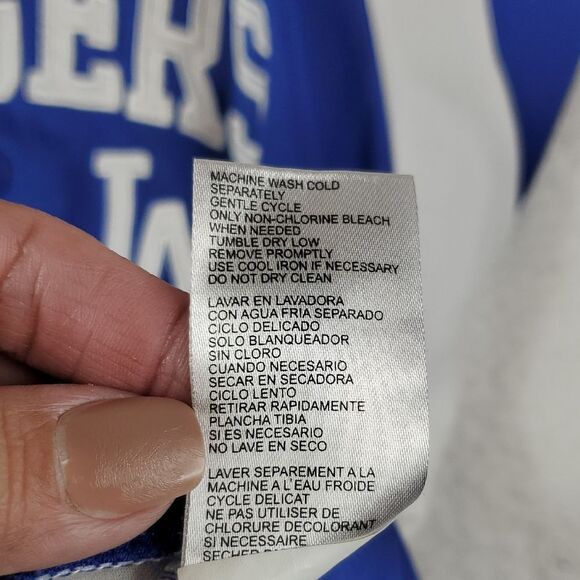 GER
MACHINE WASH COLD
SEPARATELY
GENTLE CYCLE
ONLY NON-CHLORINE BLEACH
WHEN NEEDED
TUMBLE DRY LOW
REMOVE PROMPTLY
USE COOL IRON IF NECESSARY
DO NOT DRY CLEAN
LAVAR EN LAVADORA
CON AGUA FRIA SEPARADO
CICLO DELICADO
SOLO BLANQUEADOR
SIN CLORO
CUANDO NECESARIO
SECAR EN SECADORA
CICLO LENTO
RETIRAR RAPIDAMENTE
PLANCHA TIBIA
SI ES NECESARIO
NO LAVE EN SECO
LAVER SEPAREMENT A LA
MACHINE A L'EAU FROIDE
CYCLE DELICAT
NE PAS UTILISER DE
CHLORURE DECOLORANT
SI NECESSAIRE